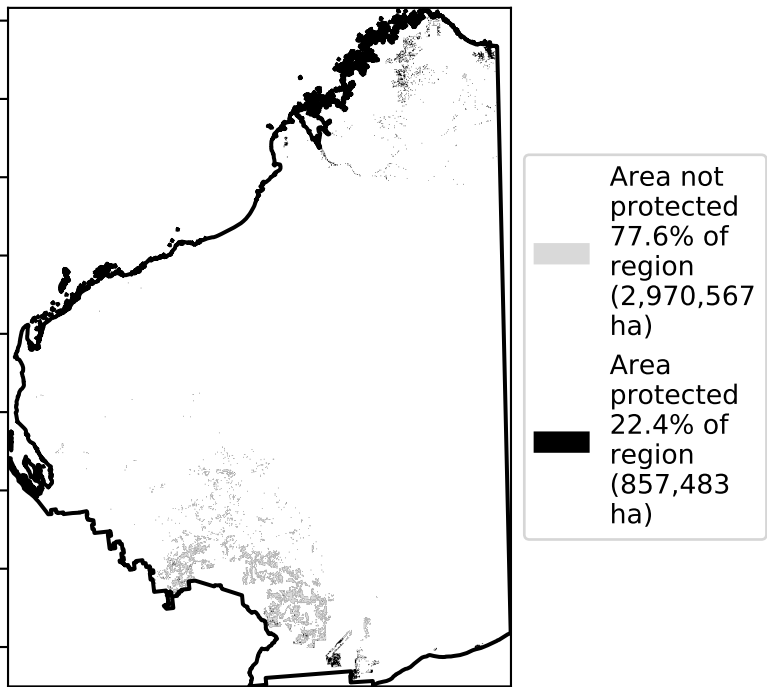 Area not
protected
77.6% of
region
(2,970,567
ha)
Area
protected
22.4% of
region
(857,483
ha)